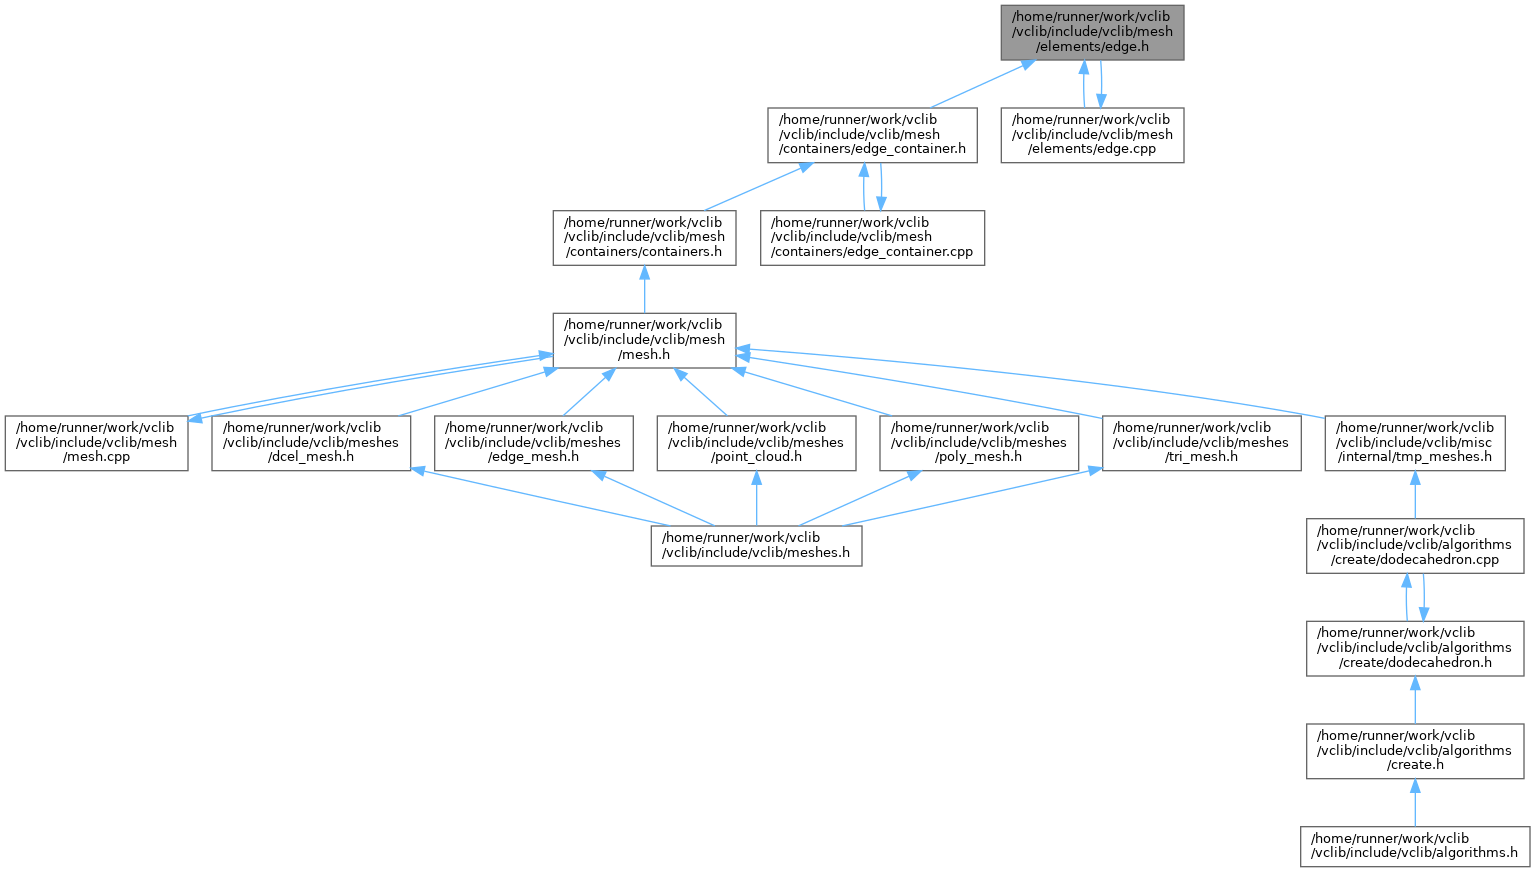 /home/runner/work/vclib
/vclib/include/vclib/mesh
/elements/edge.h
/home/runner/work/vclib
/vclib/include/vclib/mesh
/containers/edge_container.h
/home/runner/work/vclib
/vclib/include/vclib/mesh
/elements/edge.cpp
/home/runner/work/vclib
/vclib/include/vclib/mesh
/containers/containers.h
/home/runner/work/vclib
/vclib/include/vclib/mesh
/containers/edge_container.cpp
/home/runner/work/vclib
/vclib/include/vclib/mesh
/mesh.h
/home/runner/work/vclib
/vclib/include/vclib/mesh
/mesh.cpp
/home/runner/work/vclib
/vclib/include/vclib/meshes
/dcel_mesh.h
/home/runner/work/vclib
/vclib/include/vclib/meshes
/edge_mesh.h
/home/runner/work/vclib
/vclib/include/vclib/meshes
/point_cloud.h
/home/runner/work/vclib
/vclib/include/vclib/meshes
/poly_mesh.h
/home/runner/work/vclib
/vclib/include/vclib/meshes
/tri_mesh.h
/home/runner/work/vclib
/vclib/include/vclib/misc
/internal/tmp_meshes.h
/home/runner/work/vclib
/vclib/include/vclib/meshes.h
/home/runner/work/vclib
/vclib/include/vclib/algorithms
/create/dodecahedron.cpp
/home/runner/work/vclib
/vclib/include/vclib/algorithms
/create/dodecahedron.h
/home/runner/work/vclib
/vclib/include/vclib/algorithms
/create.h
/home/runner/work/vclib
/vclib/include/vclib/algorithms.h